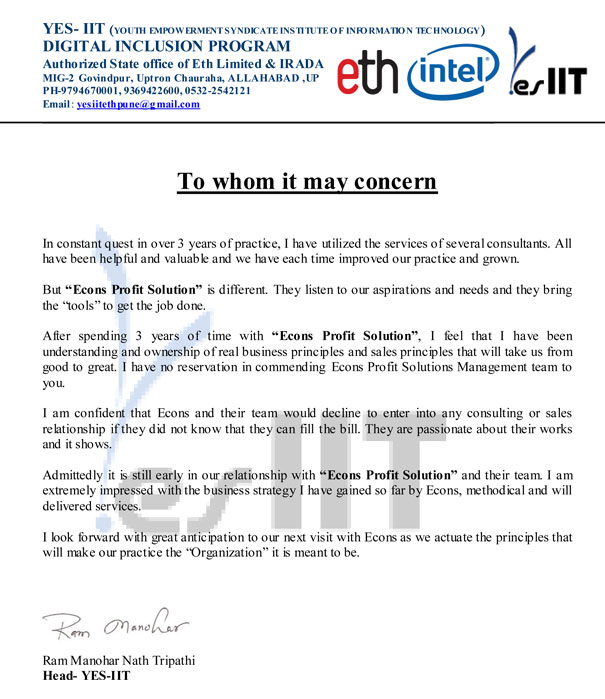 YES- IIT (YOUTH EMPOWERMENT SYNDICATE INSTITUTE OF INFORMATION TECHNOLOGY)
DIGITAL INCLUSION PROGRAM
Authorized State office of Eth Limited & IRADA
MIG-2 Govindpur, Uptron Chauraha, ALLAHABAD ,UP
PH-9794670001, 9369422600, 0532-2542121
Email: yesiitethpune@gmail.com
eth
intel
YesIIT
To whom it may concern
In constant quest in over 3 years of practice, I have utilized the services of several consultants. All
have been helpful and valuable and we have each time improved our practice and grown.
But “Econs Profit Solution” is different. They listen to our aspirations and needs and they bring
the “tools” to get the job done.
After spending 3 years of time with “Econs Profit Solution”, I feel that I have been
understanding and ownership of real business principles and sales principles that will take us from
good to great. I have no reservation in commending Econs Profit Solutions Management team to
you.
I am confident that Econs and their team would decline to enter into any consulting or sales
relationship if they did not know that they can fill the bill. They are passionate about their works
and it shows.
Admittedly it is still early in our relationship with “Econs Profit Solution” and their team. I am
extremely impressed with the business strategy I have gained so far by Econs, methodical and will
delivered services.
I look forward with great anticipation to our next visit with Econs as we actuate the principles that
will make our practice the “Organization” it is meant to be.
YesIIT
Ram Manohar
Ram Manohar Nath Tripathi
Head- YES-IIT